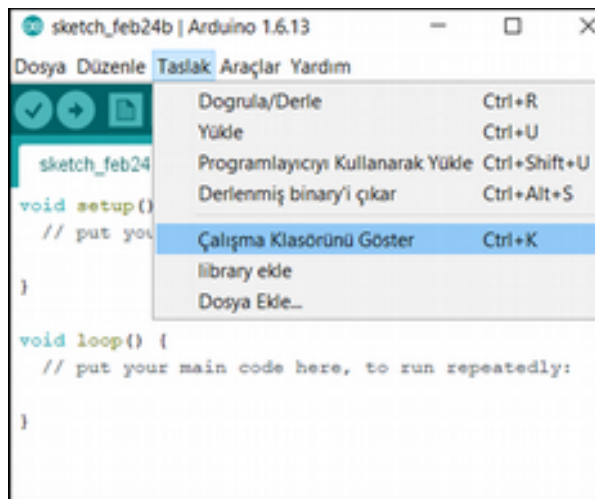 sketch_feb24b | Arduino 1.6.13
Dosya Düzenle Taslak Araçlar Yardım
Dogrula/Derle Ctrl+R
Yükle Ctrl+U
Programlayıcıyı Kullanarak Yükle Ctrl+Shift+U
Derlenmiş binary'i çıkar Ctrl+Alt+S
Çalışma Klasörünü Göster Ctrl+K
library ekle
Dosya Ekle...
sketch_feb24
void setup()
// put you
}
void loop() {
// put your main code here, to run repeatedly:
}